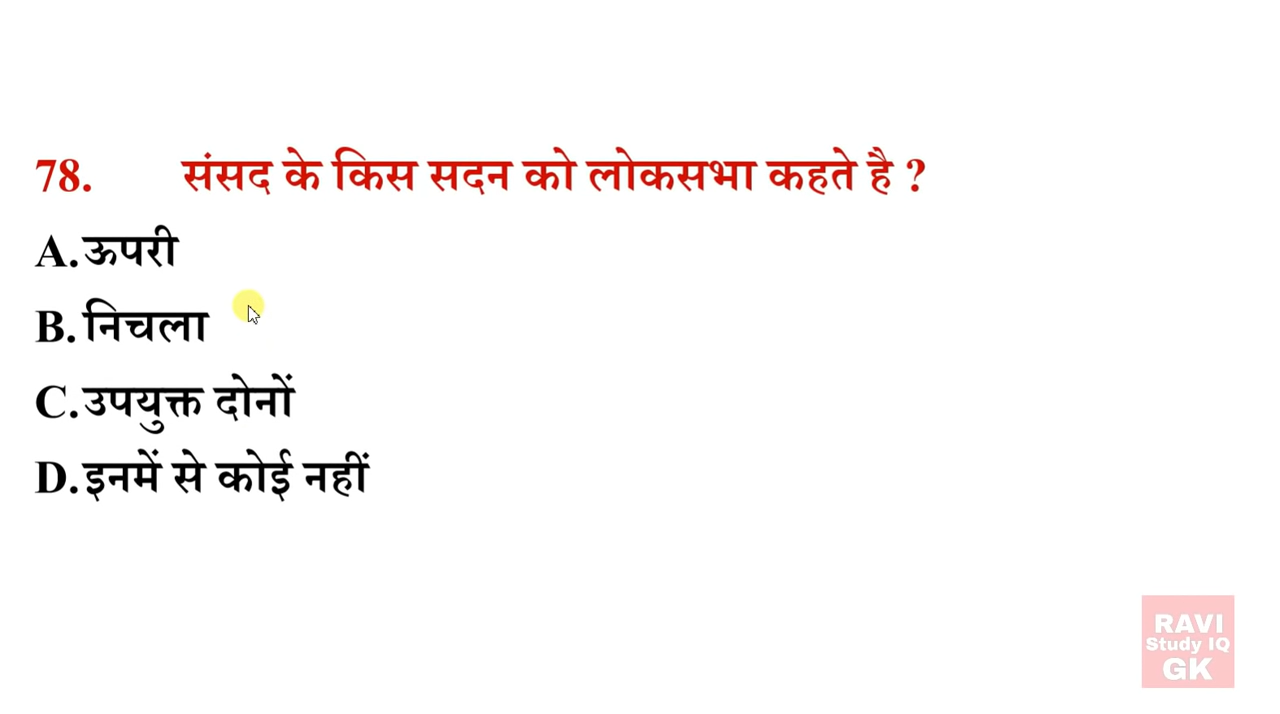 78. संसद के किस सदन को लोकसभा कहते है ?
A. ऊपरी
B. निचला
C. उपयुक्त दोनों
D. इनमें से कोई नहीं
RAVI
Study IQ
GK